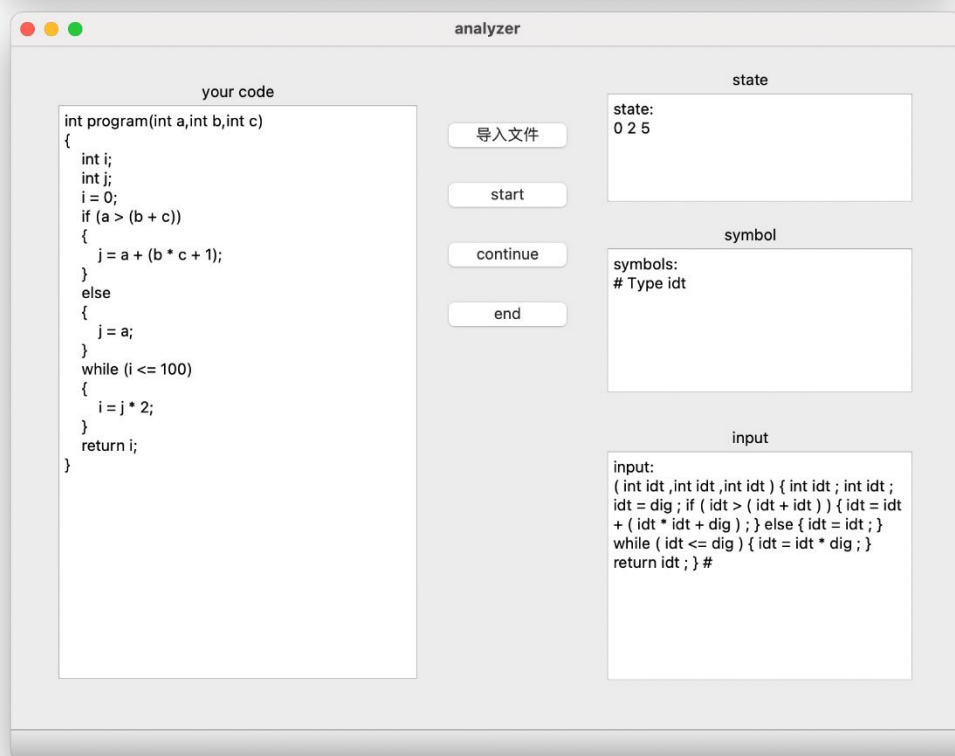 analyzer
your code
int program(int a,int b,int c)
{
int i;
int j;
i = 0;
if (a > (b + c))
{
j = a + (b * c + 1);
}
else
{
j = a;
}
while (i <= 100)
{
i = j * 2;
}
return i;
}
导入文件
start
continue
end
state
state:
0 2 5
symbol
symbols:
# Type idt
input
input:
( int idt ,int idt ,int idt ) { int idt ; int idt ;
idt = dig ; if ( idt > ( idt + idt ) ) { idt = idt
+ ( idt * idt + dig ) ; } else { idt = idt ; }
while ( idt <= dig ) { idt = idt * dig ; }
return idt ; } #